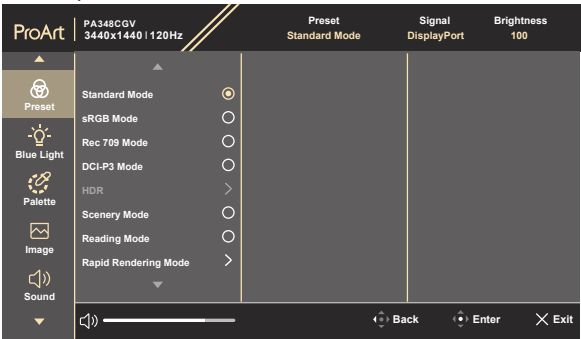 ProArt
PA348CGV
3440x1440 120Hz
Preset
Standard Mode
Signal
DisplayPort
Brightness
100
Preset
Blue Light
Palette
Image
Sound
Standard Mode
sRGB Mode
Rec 709 Mode
DCI-P3 Mode
HDR
Scenery Mode
Reading Mode
Rapid Rendering Mode
Back
Enter
Exit